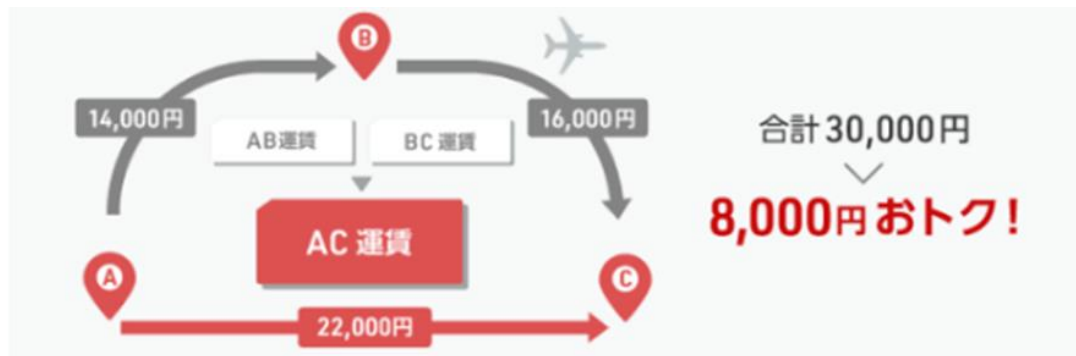 B
14,000円
16,000円
AB運賃
BC 運賃
合計30,000円
8,000円おトク!
AC 運賃
A
C
22,000円